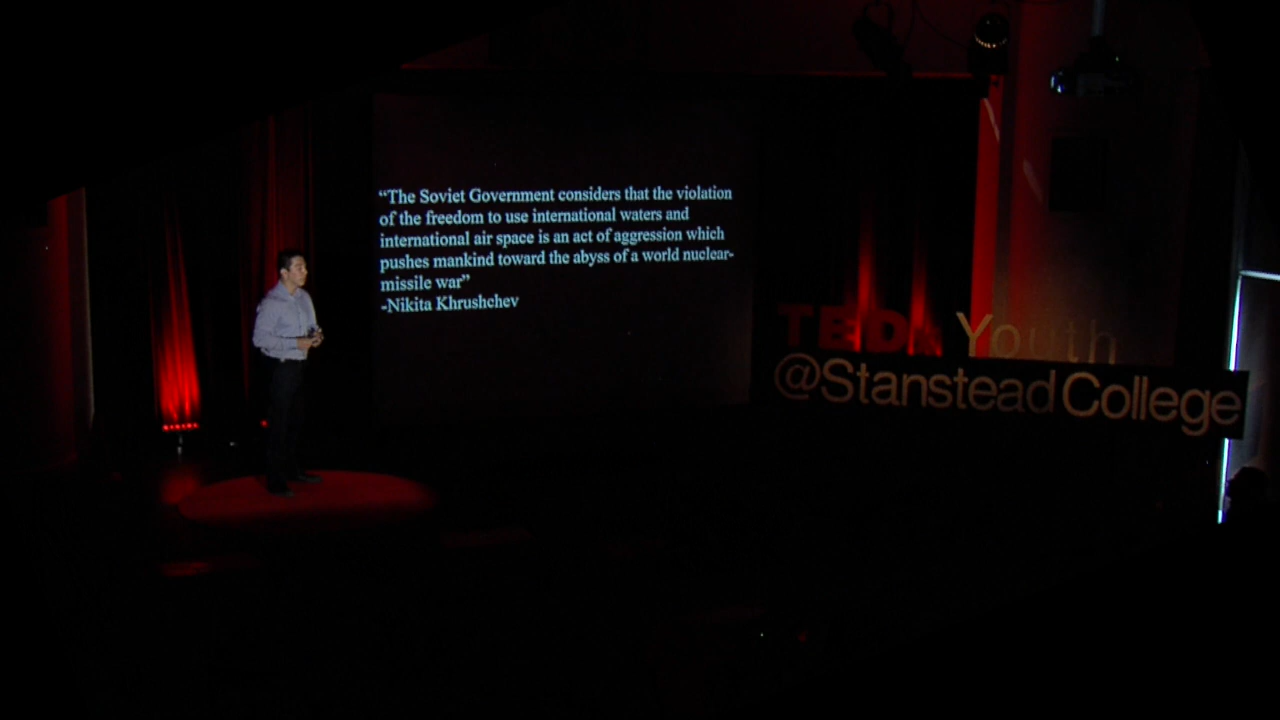 “The Soviet Government considers that the violation
of the freedom to use international waters and
international air space is an act of aggression which
pushes mankind toward the abyss of a world nuclear-
missile war”
-Nikita Khrushchev
TEDx Youth
@StansteadCollege